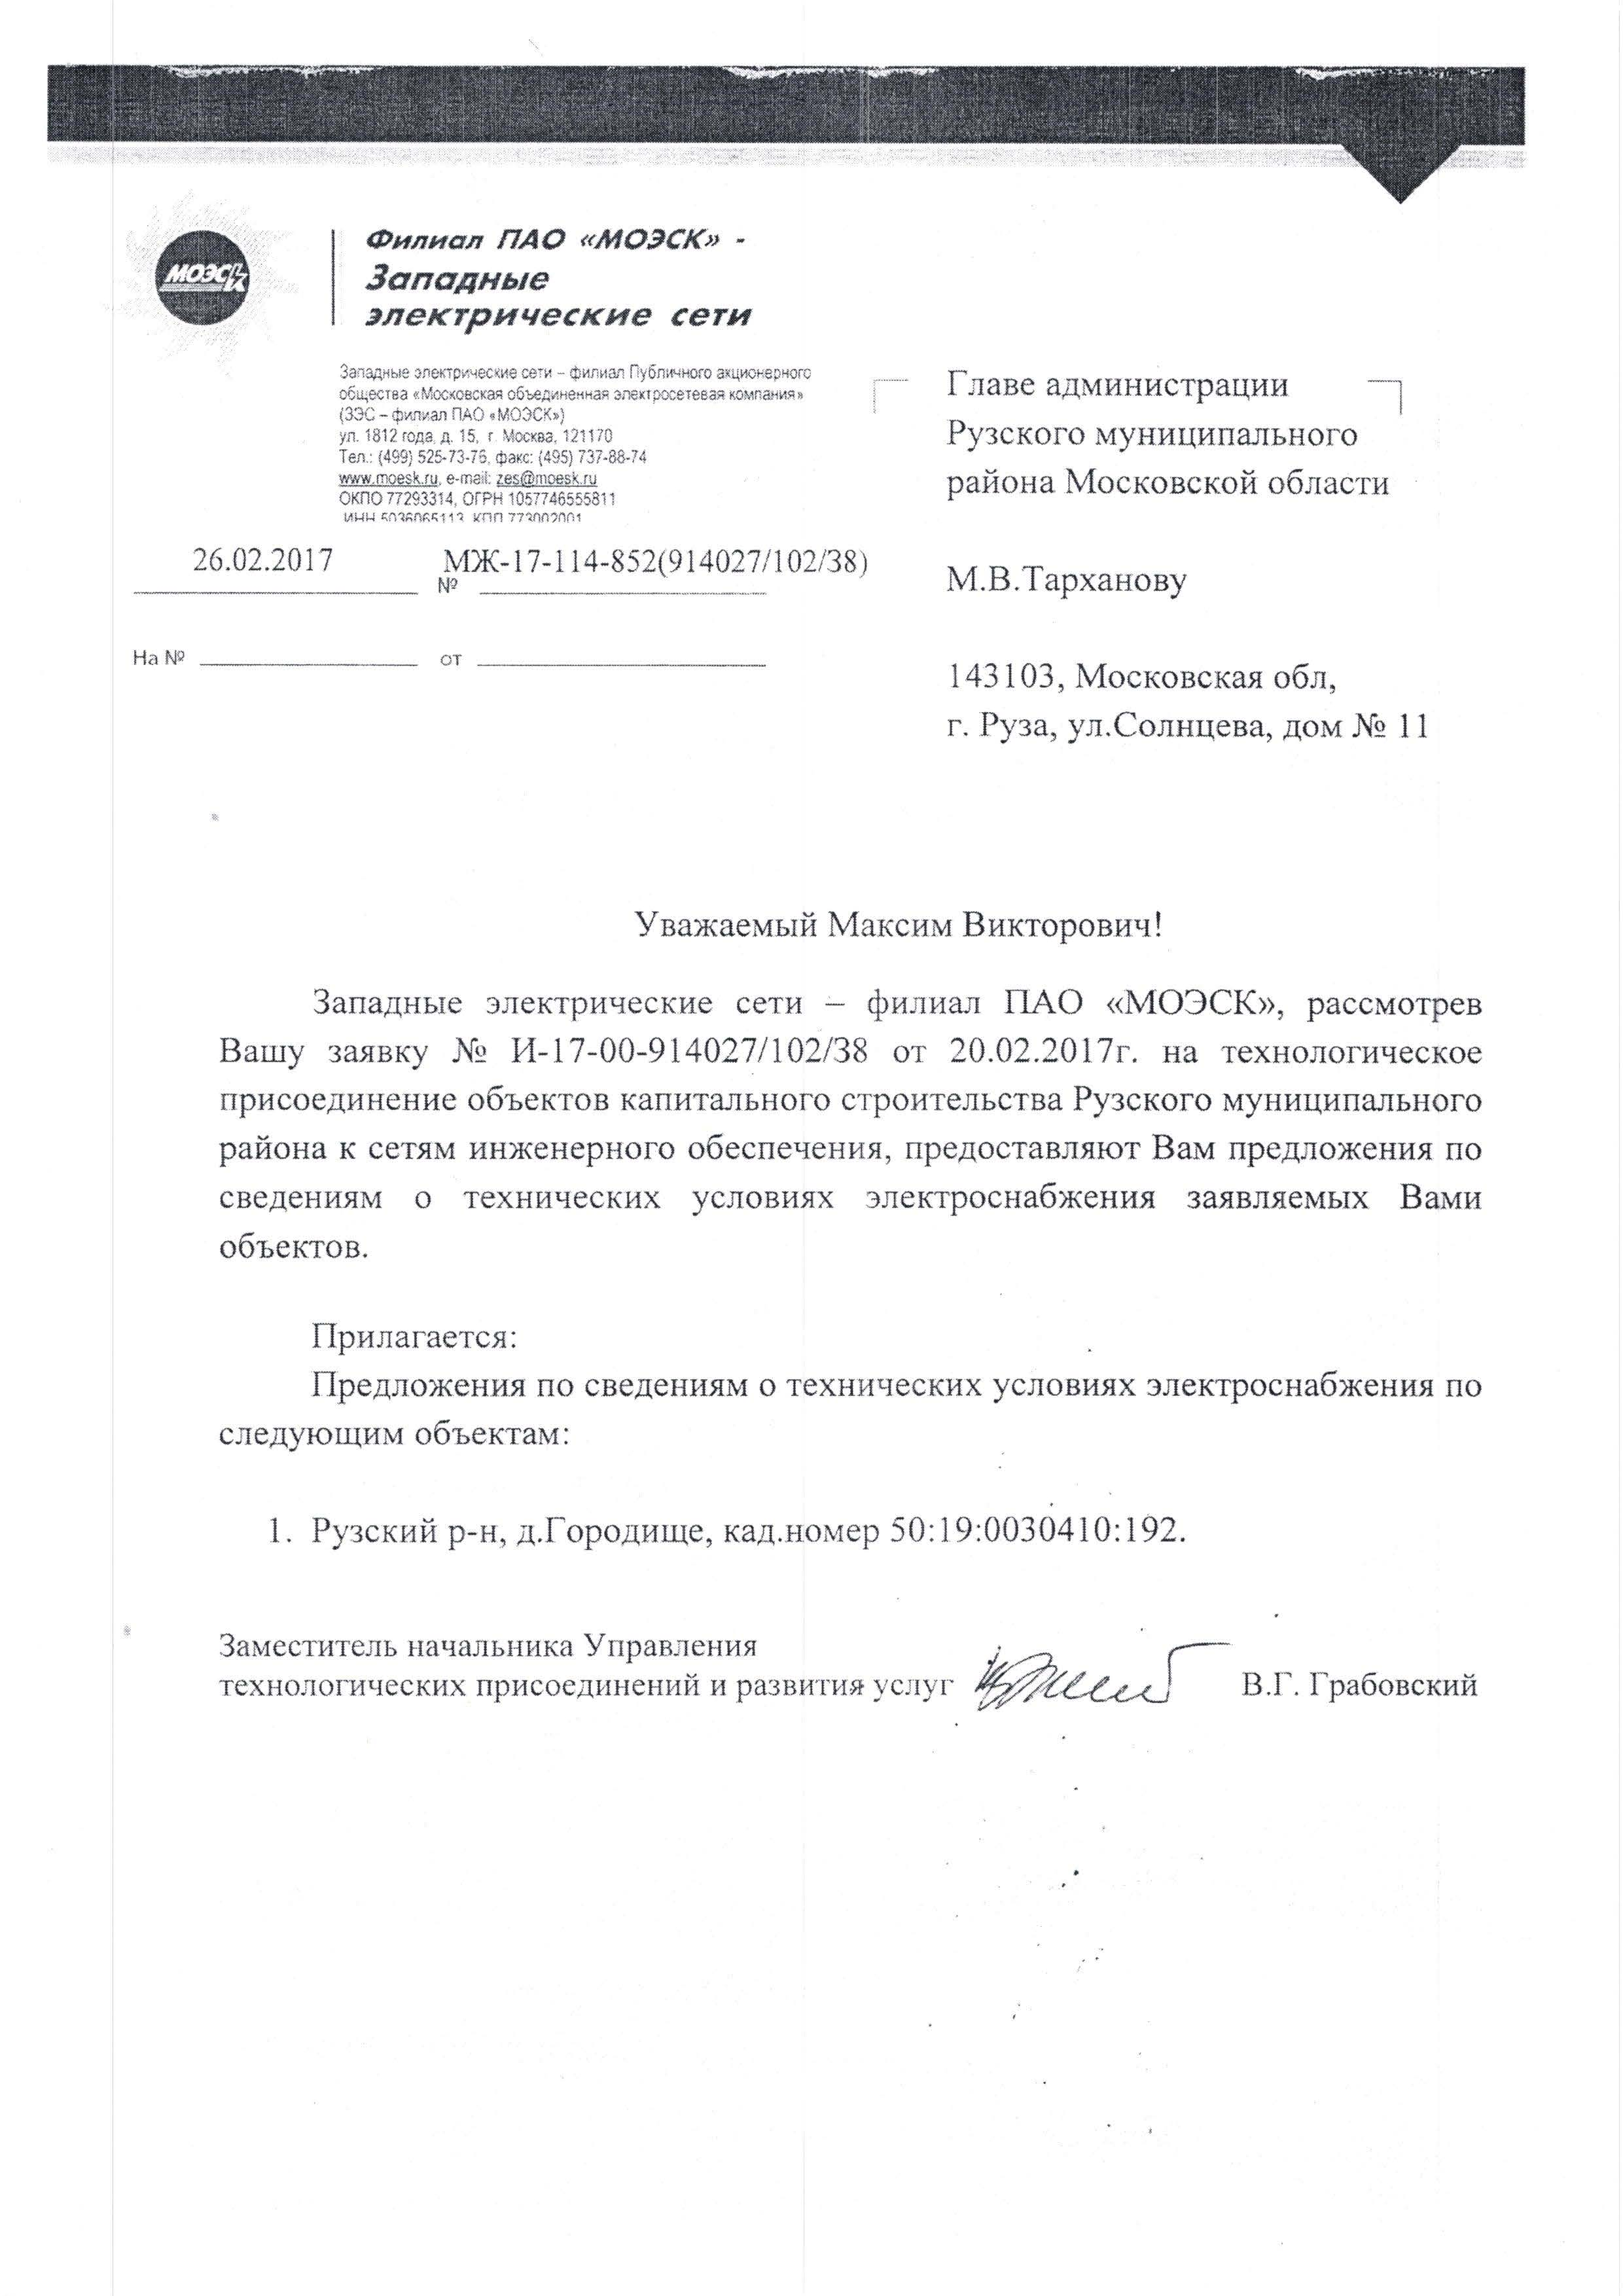 МОЭСК
Филиал ПАО «МОЭСК» -
Западные
электрические сети
Западные электрические сети – филиал Публичного акционерного
общества «Московская объединенная электросетевая компания»
(ЗЭС – филиал ПАО «МОЭСК»)
ул. 1812 года, д. 15, г. Москва, 121170
Тел.: (499) 525-73-76, факс: (495) 737-88-74
www.moesk.ru, e-mail: zes@moesk.ru
ОКПО 77293314, ОГРН 1057746555811
ИНН 5036065113, КПП 773002001
26.02.2017 МЖ-17-114-852(914027/102/38)
№
На № от
Главе администрации
Рузского муниципального
района Московской области
М.В.Тарханову
143103, Московская обл,
г. Руза, ул.Солнцева, дом № 11
Уважаемый Максим Викторович!
Западные электрические сети – филиал ПАО «МОЭСК», рассмотрев
Вашу заявку № И-17-00-914027/102/38 от 20.02.2017г. на технологическое
присоединение объектов капитального строительства Рузского муниципального
района к сетям инженерного обеспечения, предоставляют Вам предложения по
сведениям о технических условиях электроснабжения заявляемых Вами
объектов.
Прилагается:
Предложения по сведениям о технических условиях электроснабжения по
следующим объектам:
1. Рузский р-н, д.Городище, кад.номер 50:19:0030410:192.
Заместитель начальника Управления
технологических присоединений и развития услуг В.Г. Грабовский